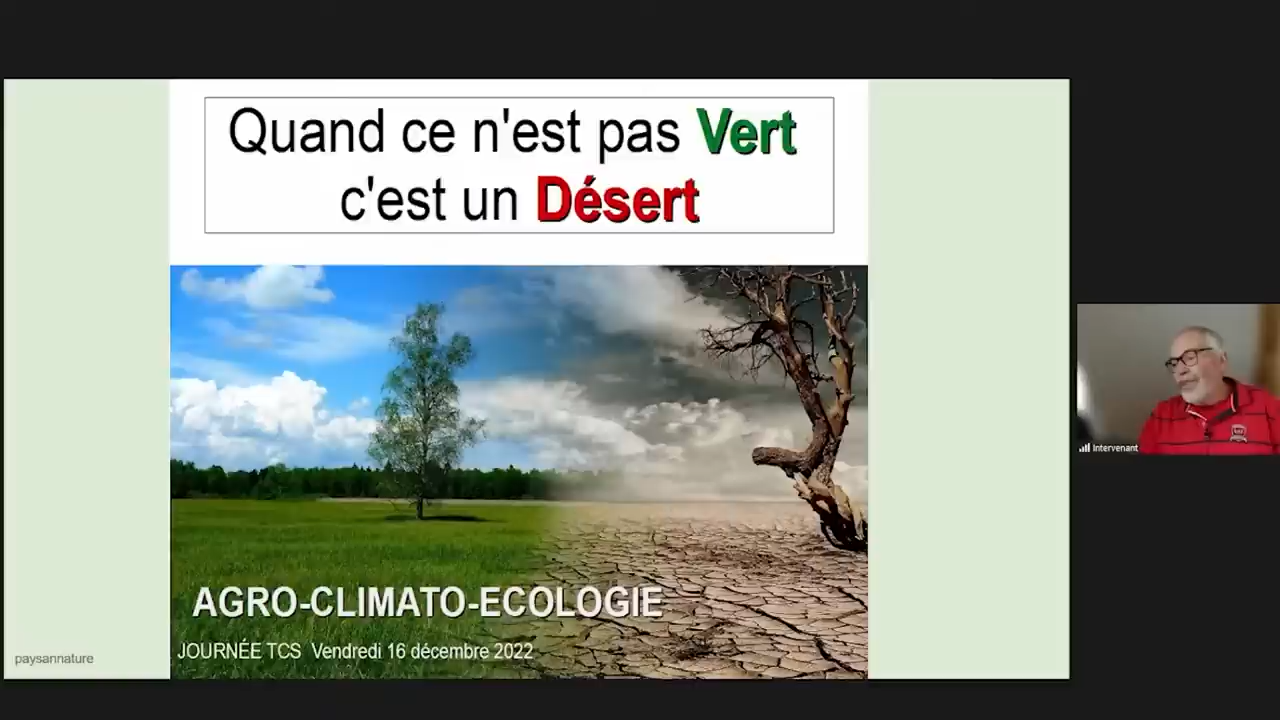 Quand ce n'est pas Vert
c'est un Désert
AGRO-CLIMATO-ECOLOGIE
JOURNÉE TCS Vendredi 16 décembre 2022
paysannature
Intervenant